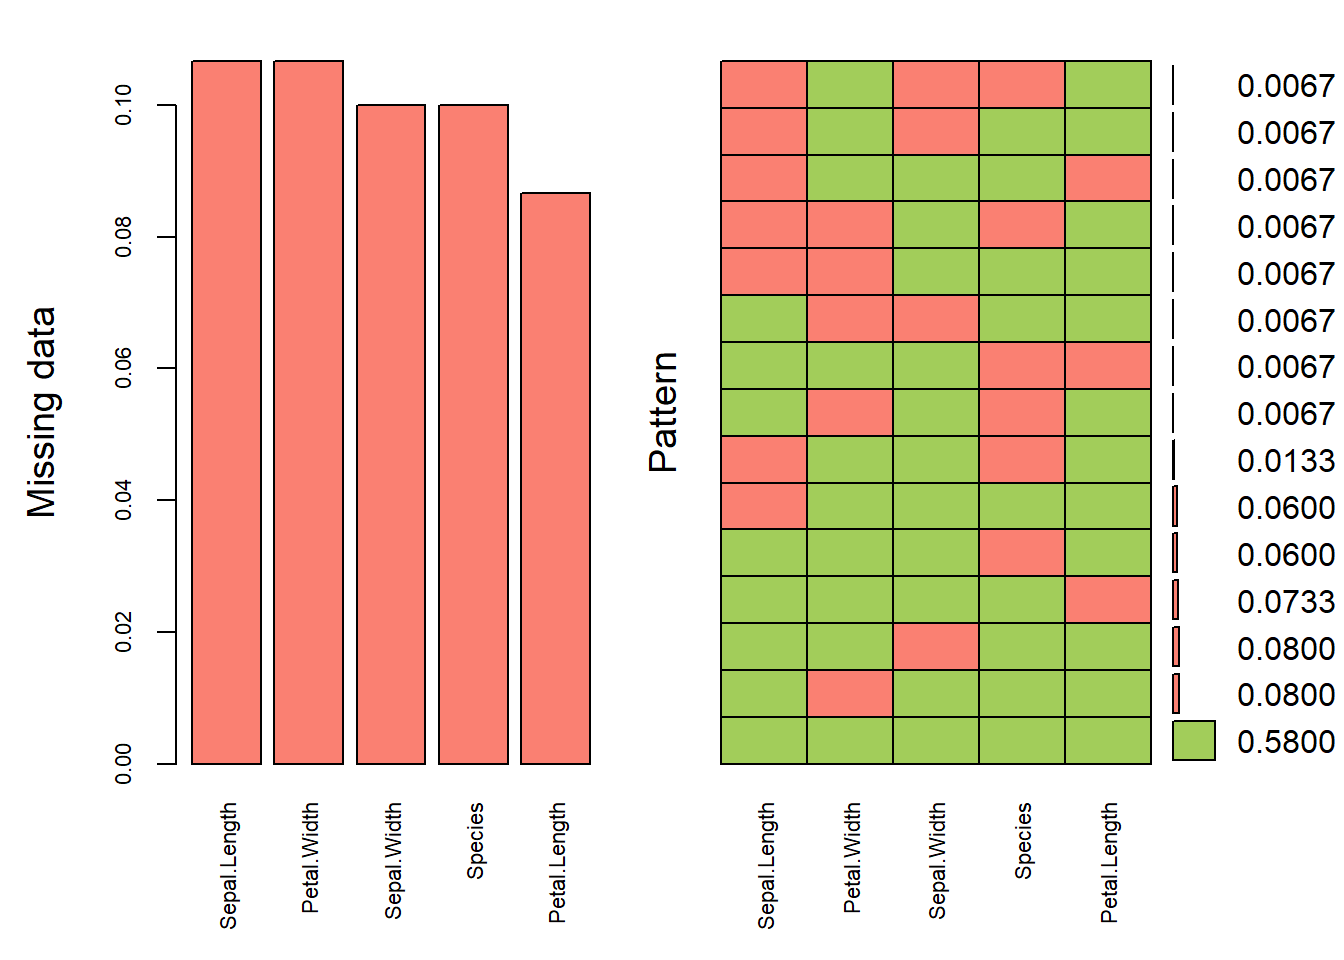 Missing data
0.00
0.02
0.04
0.06
0.08
0.10
Sepal.Length
Petal.Width
Sepal.Width
Species
Petal.Length
Pattern
Sepal.Length
Petal.Width
Sepal.Width
Species
Petal.Length
0.0067
0.0067
0.0067
0.0067
0.0067
0.0067
0.0067
0.0067
0.0133
0.0600
0.0600
0.0733
0.0800
0.0800
0.5800